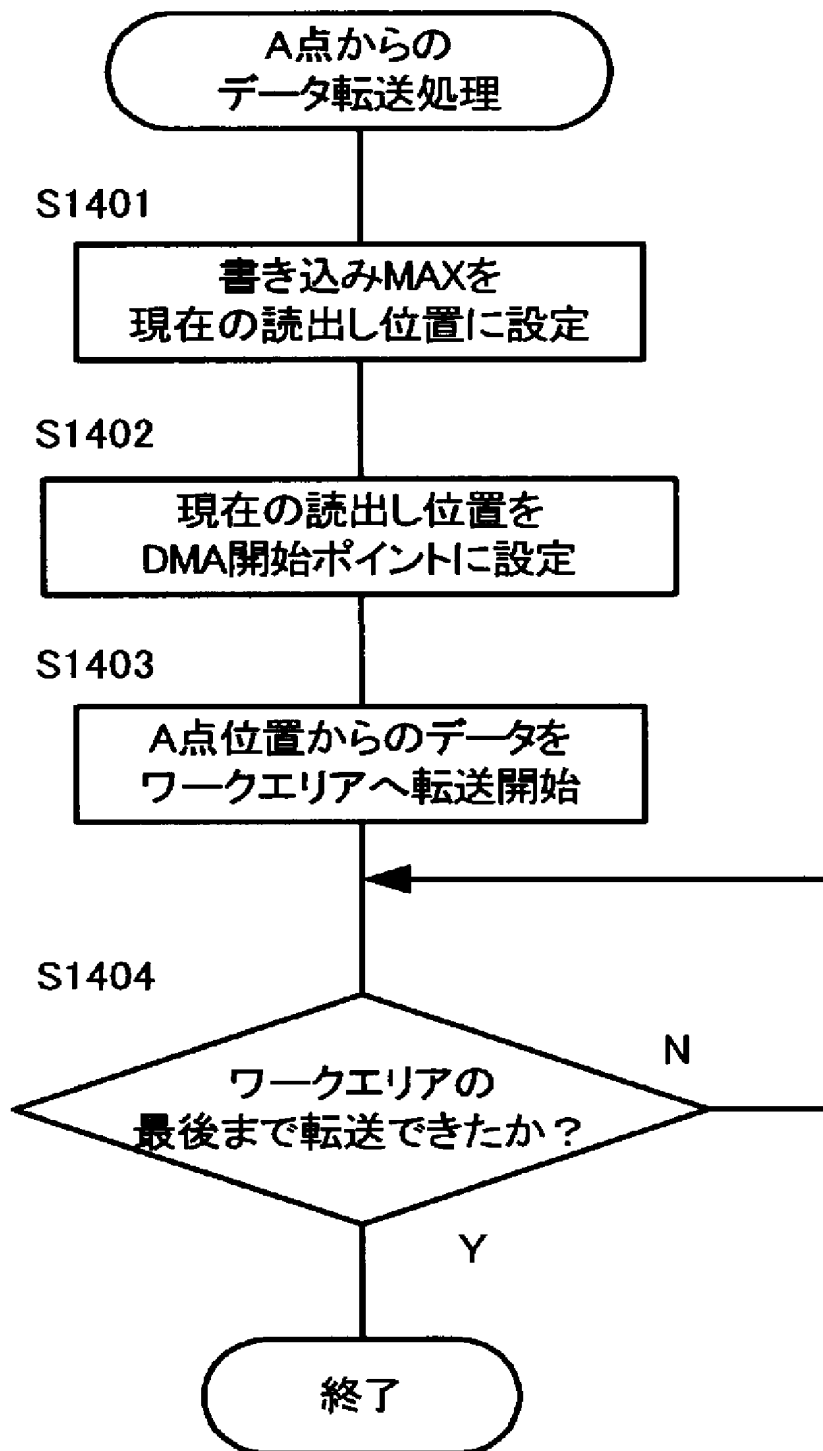 A点からの
データ転送処理
S1401
書き込みMAXを
現在の読出し位置に設定
S1402
現在の読出し位置を
DMA開始ポイントに設定
S1403
A点位置からのデータを
ワークエリアへ転送開始
S1404
ワークエリアの
最後まで転送できたか？
N
Y
終了